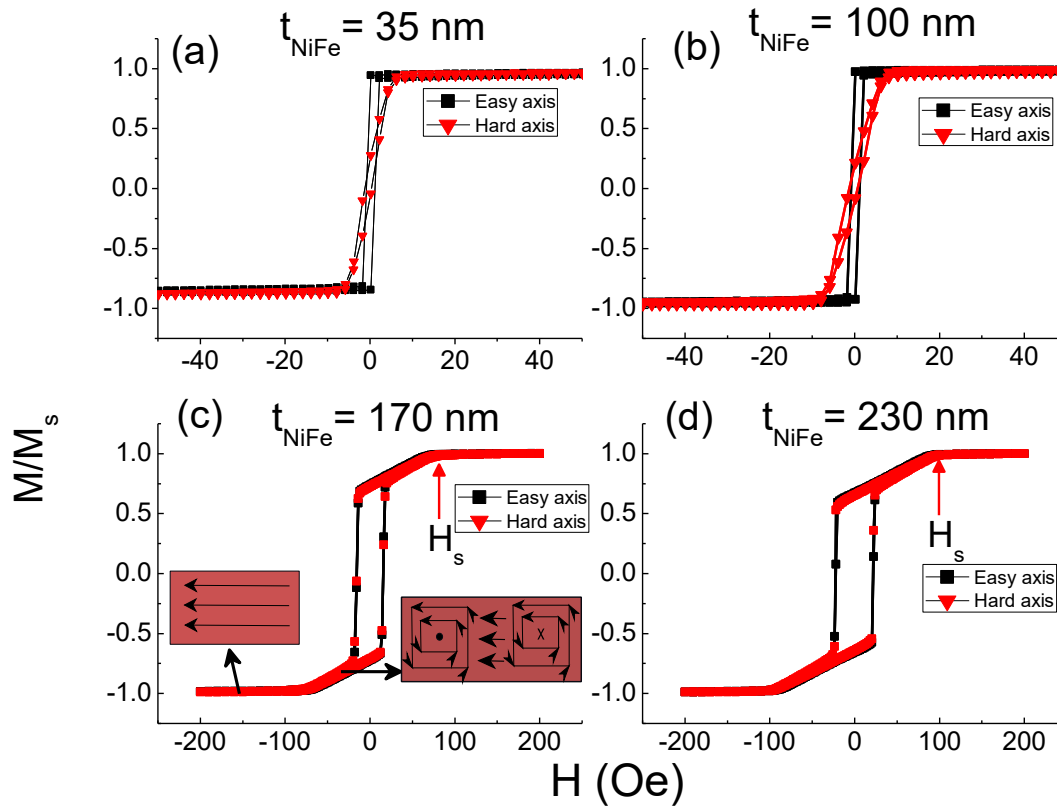 (a) t_NiFe = 35 nm
1.0
0.5
0.0
-0.5
-1.0
Easy axis
Hard axis
-40 -20 0 20 40
(b) t_NiFe = 100 nm
1.0
0.5
0.0
-0.5
-1.0
Easy axis
Hard axis
-40 -20 0 20 40
(c) t_NiFe = 170 nm
1.0
0.5
0.0
-0.5
-1.0
Easy axis
Hard axis
H_s
X
-200 -100 0 100 200
(d) t_NiFe = 230 nm
1.0
0.5
0.0
-0.5
-1.0
H_s
Easy axis
Hard axis
-200 -100 0 100 200
M/M_s
H (Oe)